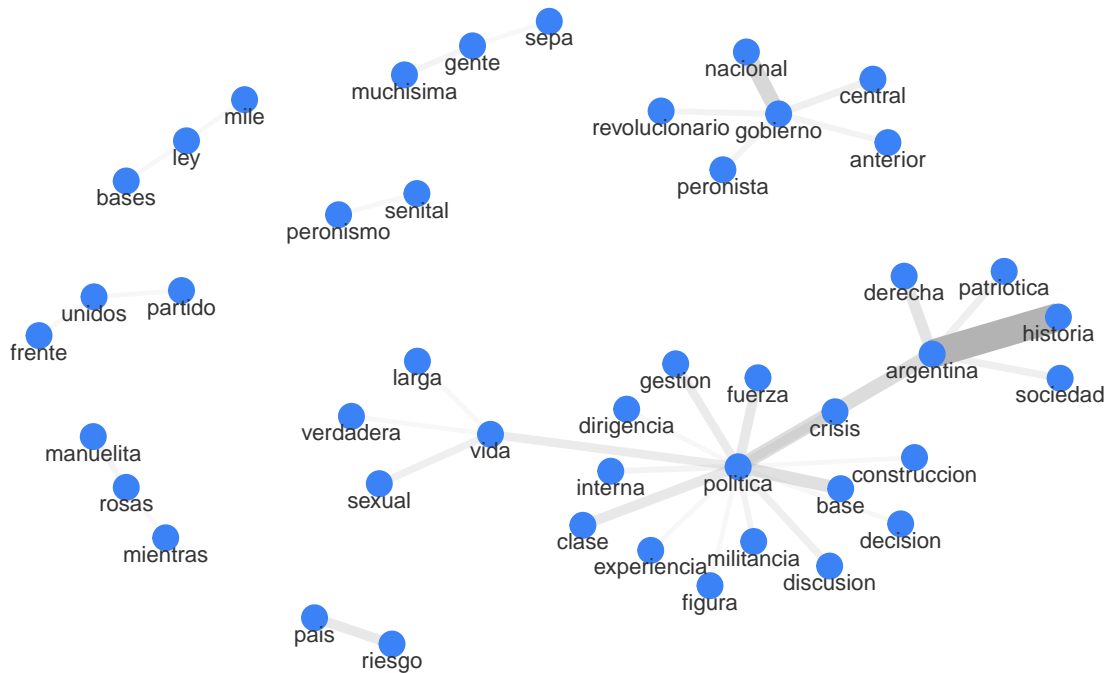 sepa
gente
nacional
muchisima
central
mile
revolucionario
gobierno
ley
anterior
peronista
bases
senital
peronismo
derecha
patriotica
unidos
partido
historia
frente
argentina
larga
gestion
fuerza
sociedad
verdadera
dirigencia
crisis
manuelita
vida
construccion
sexual
interna
politica
rosas
base
clase
decision
mientras
experiencia
militancia
discusion
figura
pais
riesgo